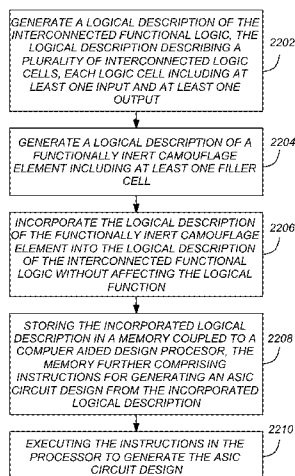 GENERATE A LOGICAL DESCRIPTION OF THE
INTERCONNECTED FUNCTIONAL LOGIC, THE
LOGICAL DESCRIPTION DESCRIBING A
PLURALITY OF INTERCONNECTED LOGIC
CELLS, EACH LOGIC CELL INCLUDING AT
LEAST ONE INPUT AND AT LEAST ONE
OUTPUT
2202
GENERATE A LOGICAL DESCRIPTION OF A
FUNCTIONALLY INERT CAMOUFLAGE
ELEMENT INCLUDING AT LEAST ONE FILLER
CELL
2204
INCORPORATE THE LOGICAL DESCRIPTION
OF THE FUNCTIONALLY INERT CAMOUFLAGE
ELEMENT INTO THE LOGICAL DESCRIPTION
OF THE INTERCONNECTED FUNCTIONAL
LOGIC WITHOUT AFFECTING THE LOGICAL
FUNCTION
2206
STORING THE INCORPORATED LOGICAL
DESCRIPTION IN A MEMORY COUPLED TO A
COMPUER AIDED DESIGN PROCESOR, THE
MEMORY FURTHER COMPRISING
INSTRUCTIONS FOR GENERATING AN ASIC
CIRCUIT DESIGN FROM THE INCORPORATED
LOGICAL DESCRIPTION
2208
EXECUTING THE INSTRUCTIONS IN THE
PROCESSOR TO GENERATE THE ASIC
CIRCUIT DESIGN
2210